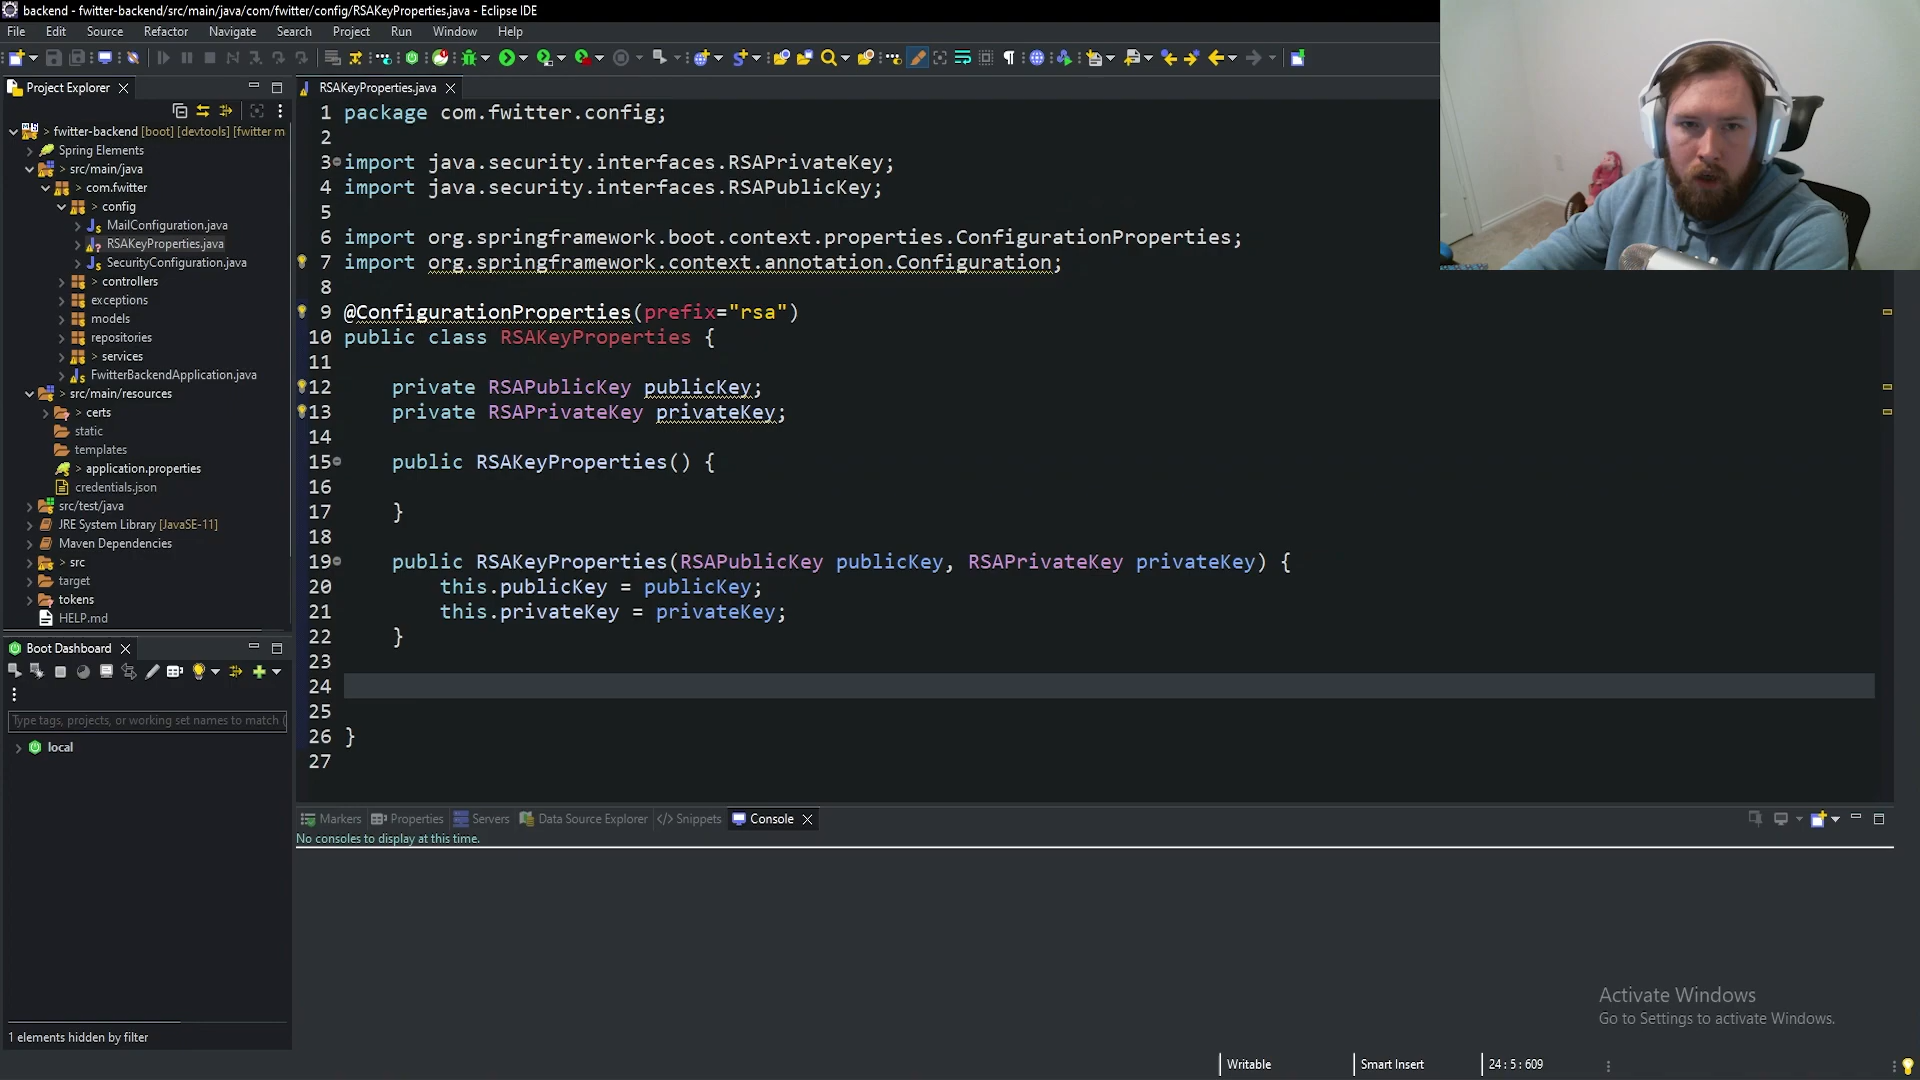 backend - fwitter-backend/src/main/java/com/fwitter/config/RSAKeyProperties.java - Eclipse IDE
File Edit Source Refactor Navigate Search Project Run Window Help
Project Explorer
RSAKeyProperties.java
> fwitter-backend [boot] [devtools] [fwitter m
Spring Elements
> src/main/java
> com.fwitter
> config
MailConfiguration.java
RSAKeyProperties.java
SecurityConfiguration.java
> controllers
exceptions
models
repositories
> services
FwitterBackendApplication.java
> src/main/resources
> certs
static
templates
> application.properties
credentials.json
src/test/java
JRE System Library [JavaSE-11]
Maven Dependencies
> src
target
tokens
HELP.md
1 package com.fwitter.config;
2
3 import java.security.interfaces.RSAPrivateKey;
4 import java.security.interfaces.RSAPublicKey;
5
6 import org.springframework.boot.context.properties.ConfigurationProperties;
7 import org.springframework.context.annotation.Configuration;
8
9 @ConfigurationProperties(prefix="rsa")
10 public class RSAKeyProperties {
11
12 private RSAPublicKey publicKey;
13 private RSAPrivateKey privateKey;
14
15 public RSAKeyProperties() {
16
17 }
18
19 public RSAKeyProperties(RSAPublicKey publicKey, RSAPrivateKey privateKey) {
20 this.publicKey = publicKey;
21 this.privateKey = privateKey;
22 }
23
24
25
26 }
27
Boot Dashboard
Type tags, projects, or working set names to match (
local
1 elements hidden by filter
Markers Properties Servers Data Source Explorer Snippets Console
No consoles to display at this time.
Activate Windows
Go to Settings to activate Windows.
Writable Smart Insert 24 : 5 : 609